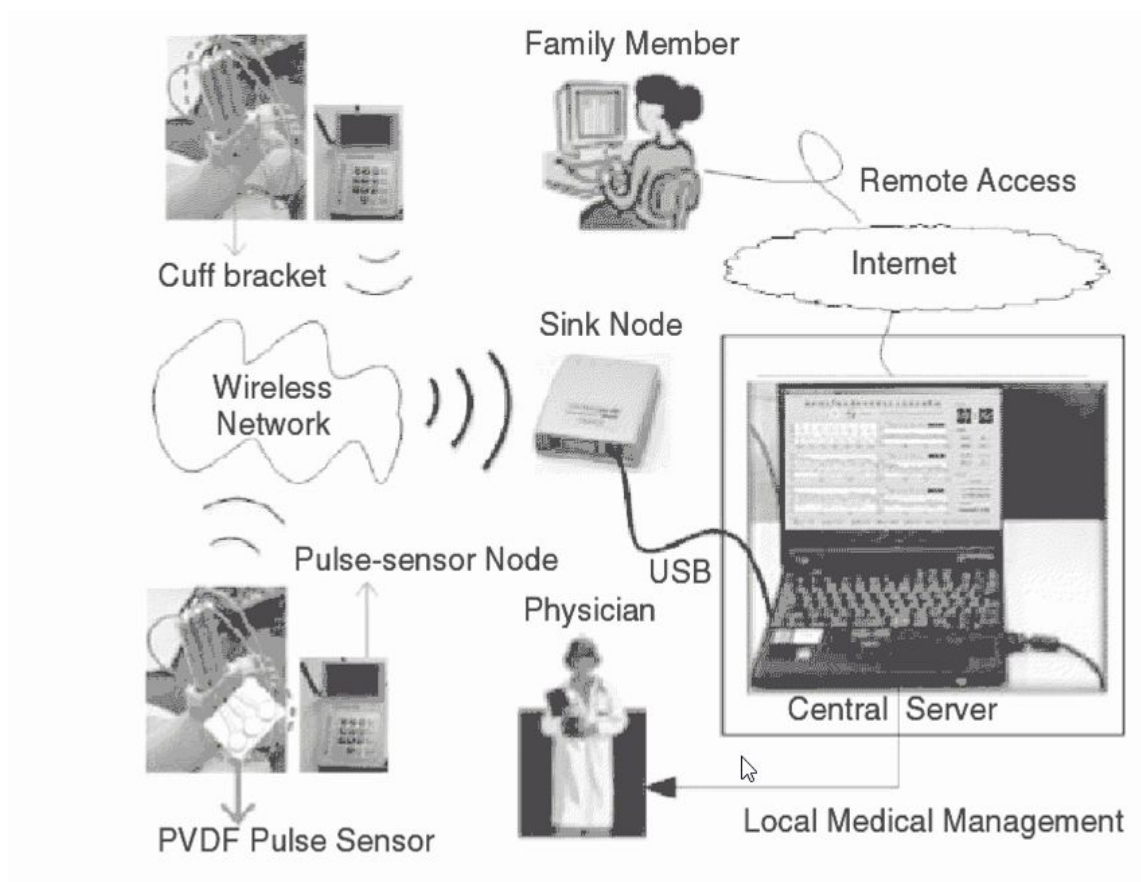 Family Member
Remote Access
Internet
Cuff bracket
Sink Node
Wireless
Network
Pulse-sensor Node
USB
Physician
Central Server
Local Medical Management
PVDF Pulse Sensor